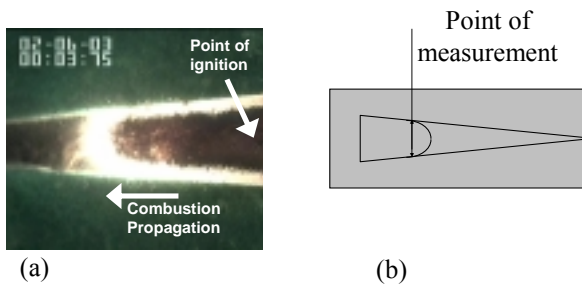 02-06-03
00:03:75
Point of
ignition
Combustion
Propagation
(a)
Point of
measurement
(b)